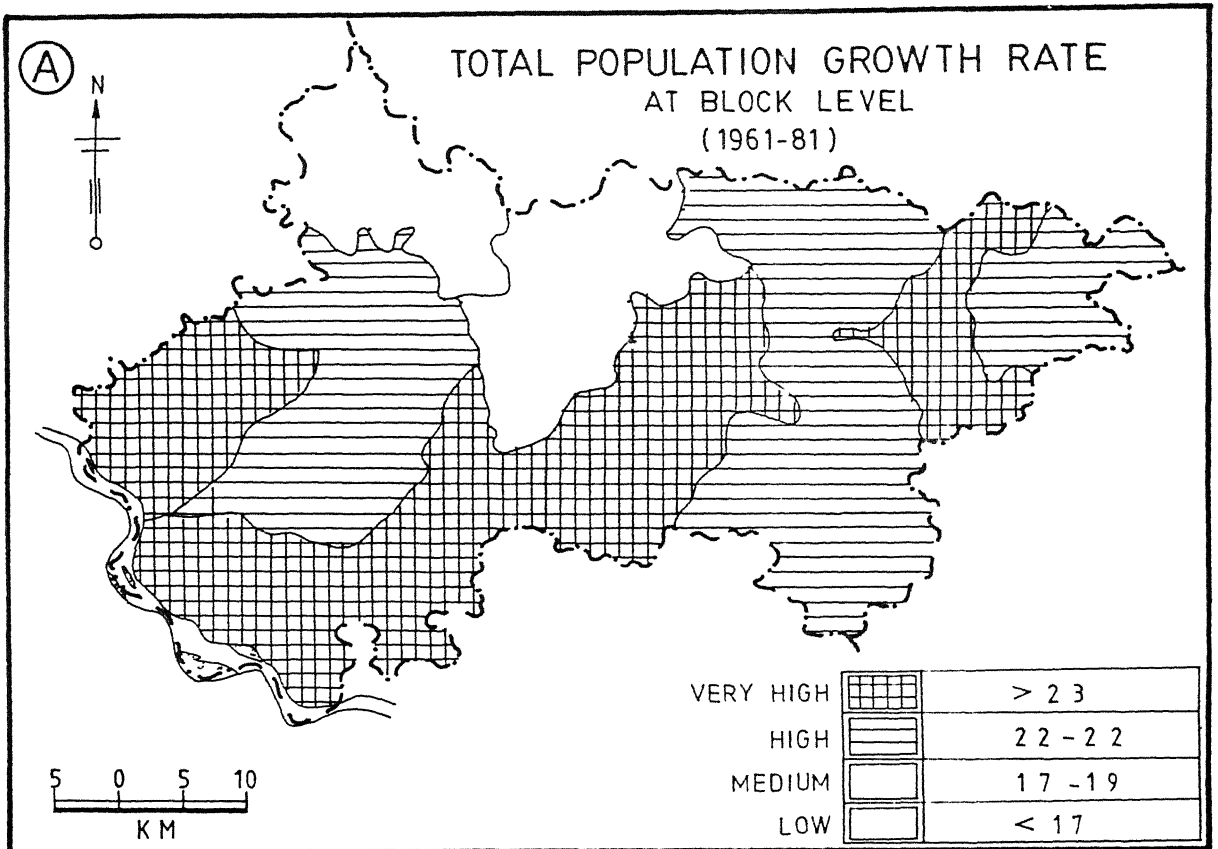 A
N
TOTAL POPULATION GROWTH RATE
AT BLOCK LEVEL
(1961-81)
VERY HIGH > 23
HIGH 22-22
MEDIUM 17-19
LOW < 17
5 0 5 10
KM